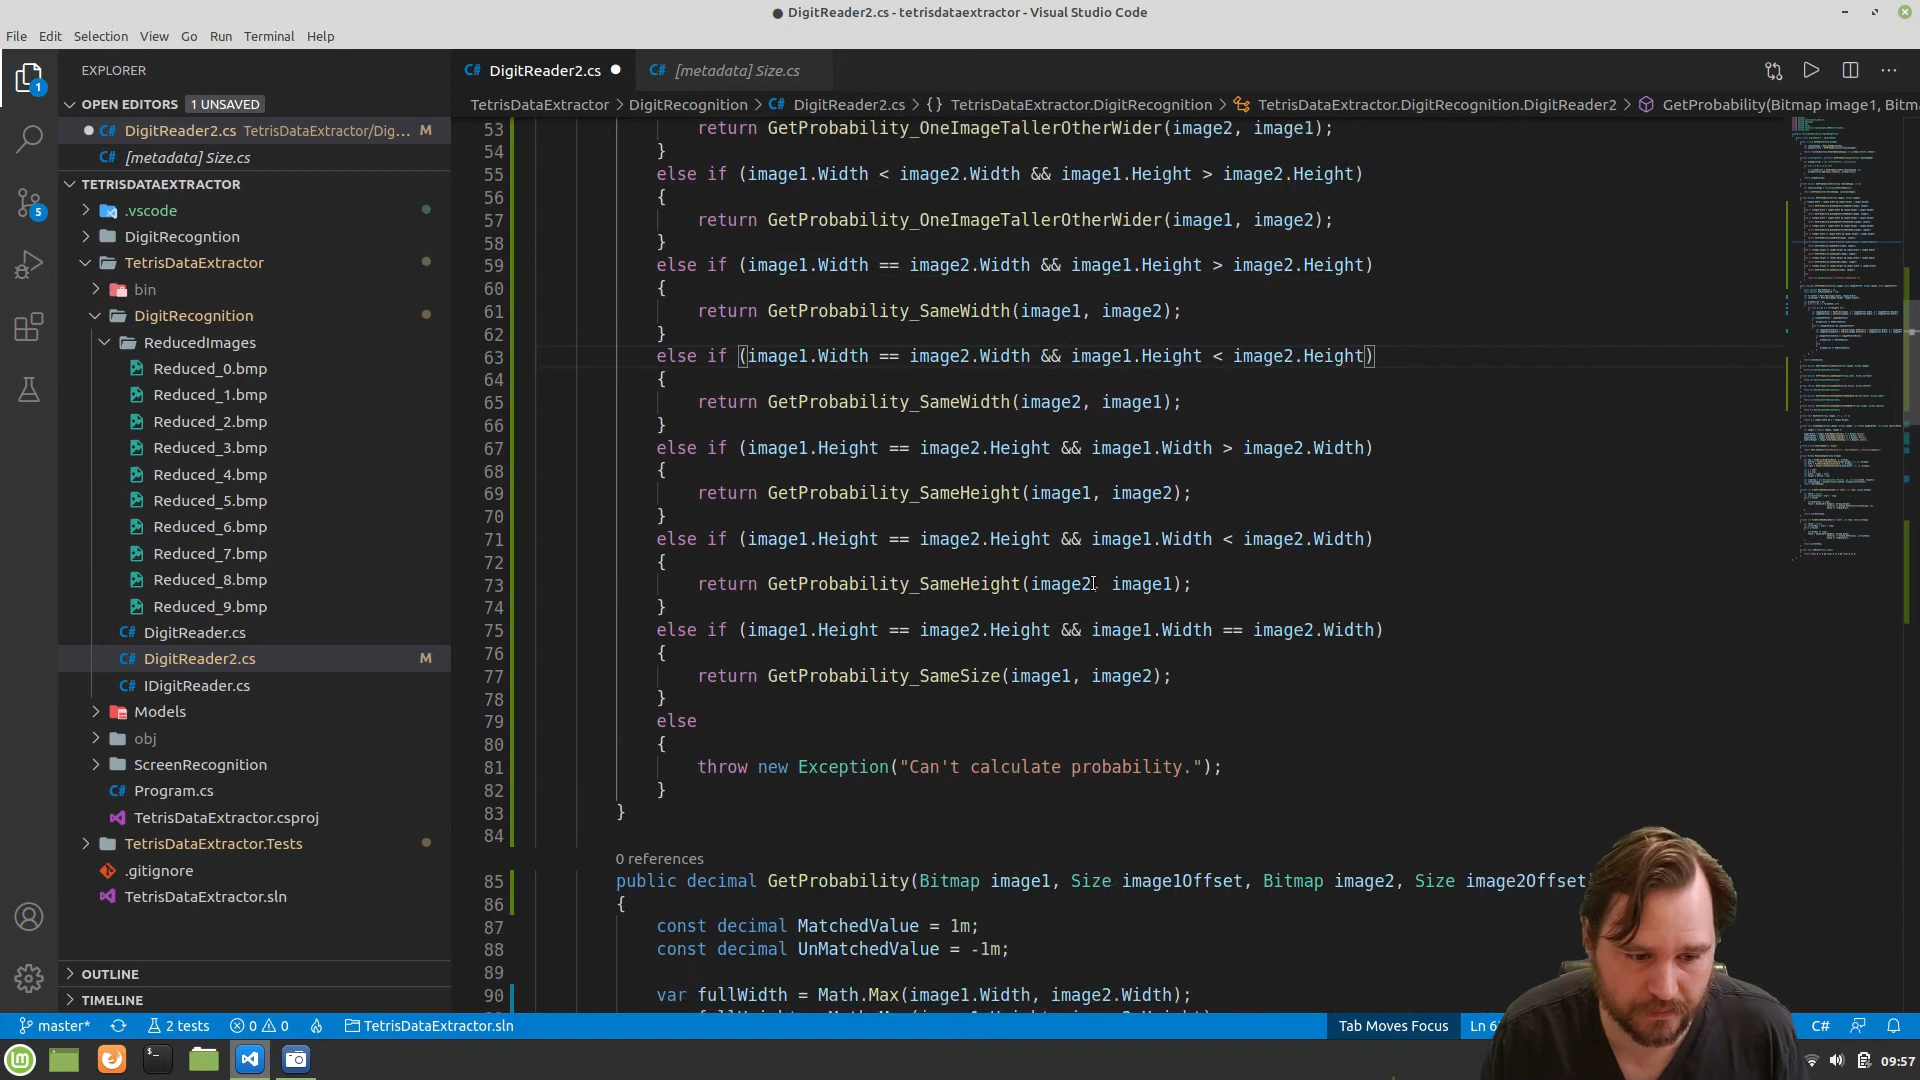 DigitReader2.cs - tetrisdataextractor - Visual Studio Code
File Edit Selection View Go Run Terminal Help
EXPLORER
OPEN EDITORS 1 UNSAVED
DigitReader2.cs TetrisDataExtractor/Dig... M
[metadata] Size.cs
TETRISDATAEXTRACTOR
.vscode
DigitRecogntion
TetrisDataExtractor
bin
DigitRecognition
ReducedImages
Reduced_0.bmp
Reduced_1.bmp
Reduced_2.bmp
Reduced_3.bmp
Reduced_4.bmp
Reduced_5.bmp
Reduced_6.bmp
Reduced_7.bmp
Reduced_8.bmp
Reduced_9.bmp
DigitReader.cs
DigitReader2.cs M
IDigitReader.cs
Models
obj
ScreenRecognition
Program.cs
TetrisDataExtractor.csproj
TetrisDataExtractor.Tests
.gitignore
TetrisDataExtractor.sln
OUTLINE
TIMELINE
1
5
DigitReader2.cs
[metadata] Size.cs
TetrisDataExtractor > DigitRecognition > DigitReader2.cs > {} TetrisDataExtractor.DigitRecognition > TetrisDataExtractor.DigitRecognition.DigitReader2 > GetProbability(Bitmap image1, Bitma
53 return GetProbability_OneImageTallerOtherWider(image2, image1);
54 }
55 else if (image1.Width < image2.Width && image1.Height > image2.Height)
56 {
57 return GetProbability_OneImageTallerOtherWider(image1, image2);
58 }
59 else if (image1.Width == image2.Width && image1.Height > image2.Height)
60 {
61 return GetProbability_SameWidth(image1, image2);
62 }
63 else if (image1.Width == image2.Width && image1.Height < image2.Height)
64 {
65 return GetProbability_SameWidth(image2, image1);
66 }
67 else if (image1.Height == image2.Height && image1.Width > image2.Width)
68 {
69 return GetProbability_SameHeight(image1, image2);
70 }
71 else if (image1.Height == image2.Height && image1.Width < image2.Width)
72 {
73 return GetProbability_SameHeight(image2, image1);
74 }
75 else if (image1.Height == image2.Height && image1.Width == image2.Width)
76 {
77 return GetProbability_SameSize(image1, image2);
78 }
79 else
80 {
81 throw new Exception("Can't calculate probability.");
82 }
83 }
84
0 references
85 public decimal GetProbability(Bitmap image1, Size image1Offset, Bitmap image2, Size image2Offset
86 {
87 const decimal MatchedValue = 1m;
88 const decimal UnMatchedValue = -1m;
89
90 var fullWidth = Math.Max(image1.Width, image2.Width);
master* 2 tests 0 0 TetrisDataExtractor.sln Tab Moves Focus Ln 6 C#
09:57